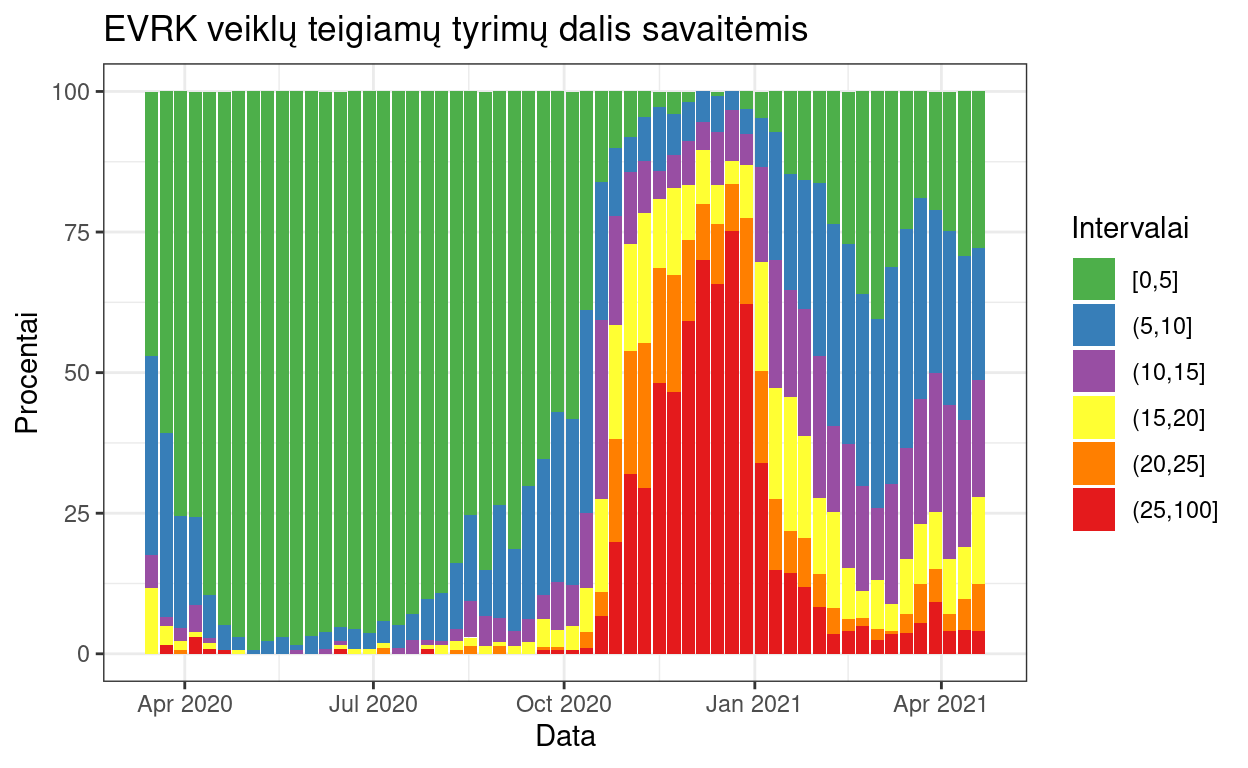 EVRK veiklų teigiamų tyrimų dalis savaitėmis
Procentai
100
75
50
25
0
Apr 2020
Jul 2020
Oct 2020
Jan 2021
Apr 2021
Data
Intervalai
[0,5]
(5,10]
(10,15]
(15,20]
(20,25]
(25,100]